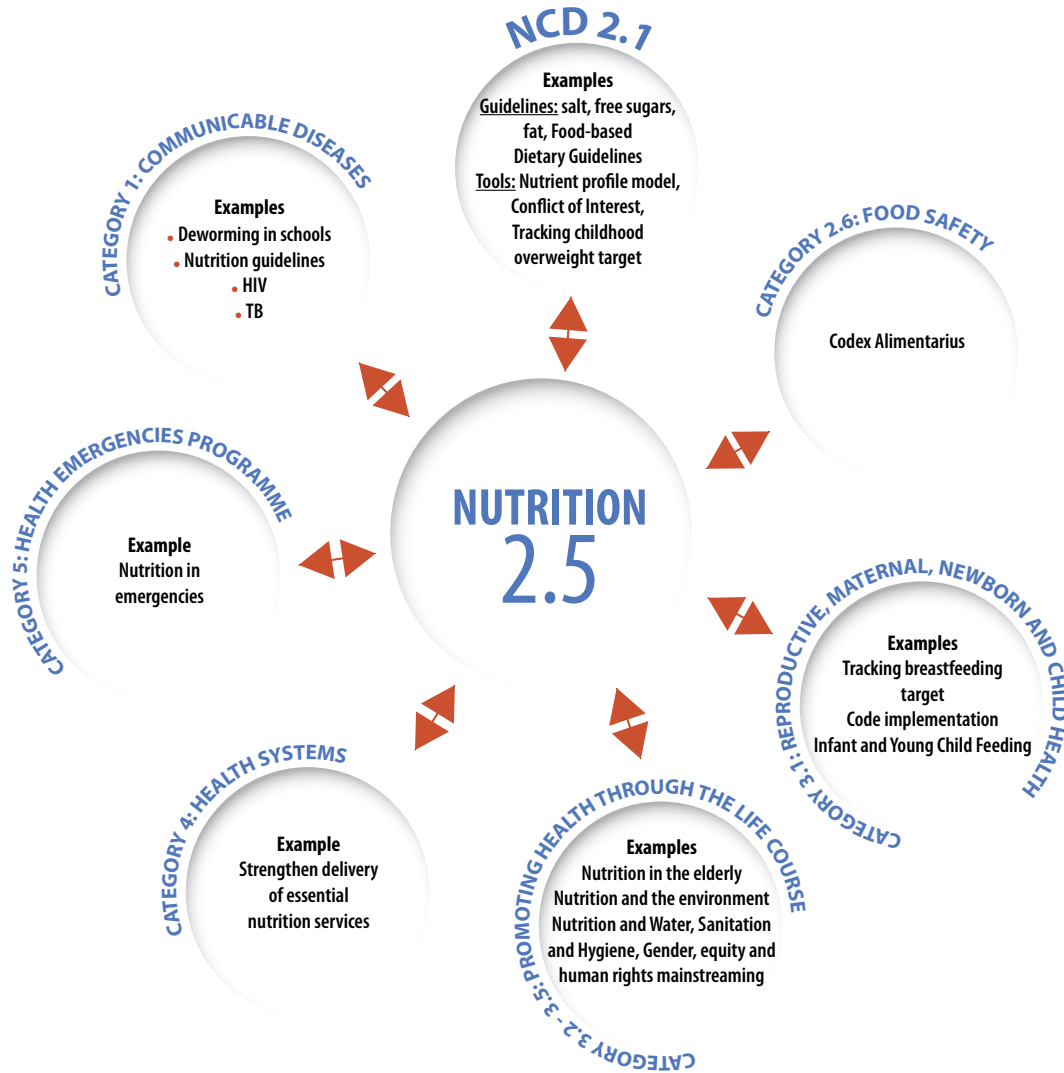 NCD 2.1
Examples
Guidelines: salt, free sugars,
fat, Food-based
Dietary Guidelines
Tools: Nutrient profile model,
Conflict of Interest,
Tracking childhood
overweight target
CATEGORY 1: COMMUNICABLE DISEASES
Examples
• Deworming in schools
• Nutrition guidelines
• HIV
• TB
CATEGORY 2.6: FOOD SAFETY
Codex Alimentarius
NUTRITION
2.5
CATEGORY 5: HEALTH EMERGENCIES PROGRAMME
Example
Nutrition in
emergencies
CATEGORY 3.1: REPRODUCTIVE, MATERNAL, NEWBORN AND CHILD HEALTH
Examples
Tracking breastfeeding
target
Code implementation
Infant and Young Child Feeding
CATEGORY 4: HEALTH SYSTEMS
Example
Strengthen delivery
of essential
nutrition services
CATEGORY 3.2 - 3.5: PROMOTING HEALTH THROUGH THE LIFE COURSE
Examples
Nutrition in the elderly
Nutrition and the environment
Nutrition and Water, Sanitation
and Hygiene, Gender, equity and
human rights mainstreaming